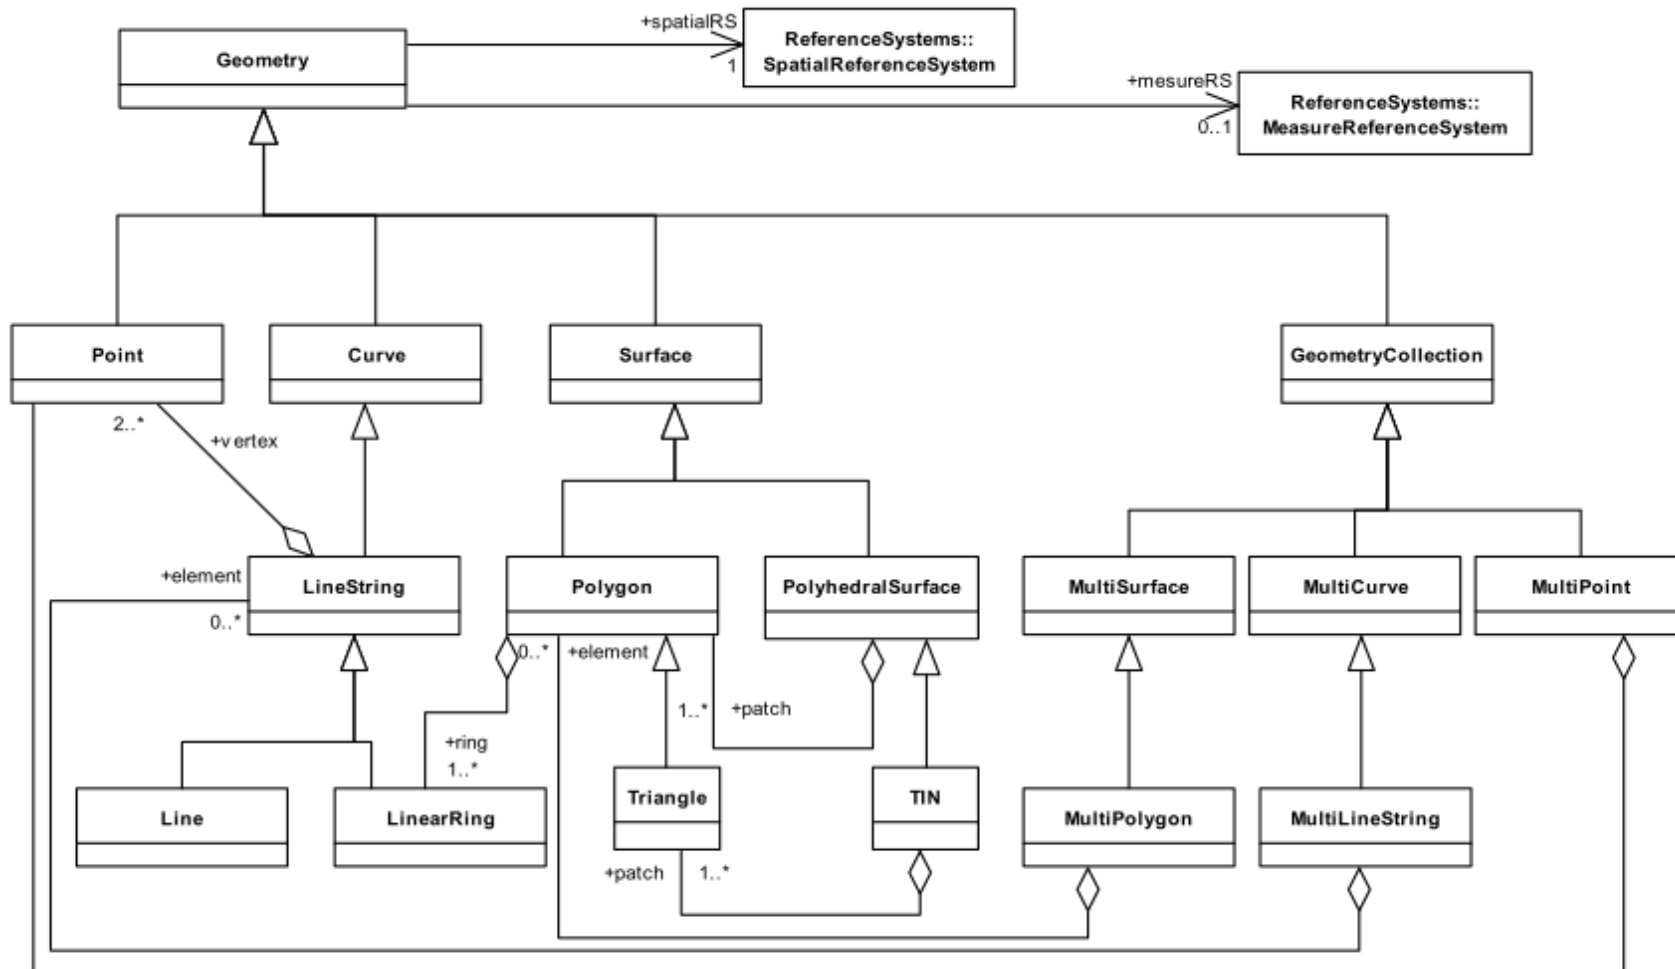 +spatialRS
1
ReferenceSystems::
SpatialReferenceSystem
Geometry
+mesureRS
0..1
ReferenceSystems::
MeasureReferenceSystem
Point
Curve
Surface
GeometryCollection
2..*
+vertex
+element
0..*
LineString
Polygon
PolyhedralSurface
MultiSurface
MultiCurve
MultiPoint
0..*
+element
1..*
+patch
+ring
1..*
Line
LinearRing
Triangle
TIN
MultiPolygon
MultiLineString
+patch
1..*